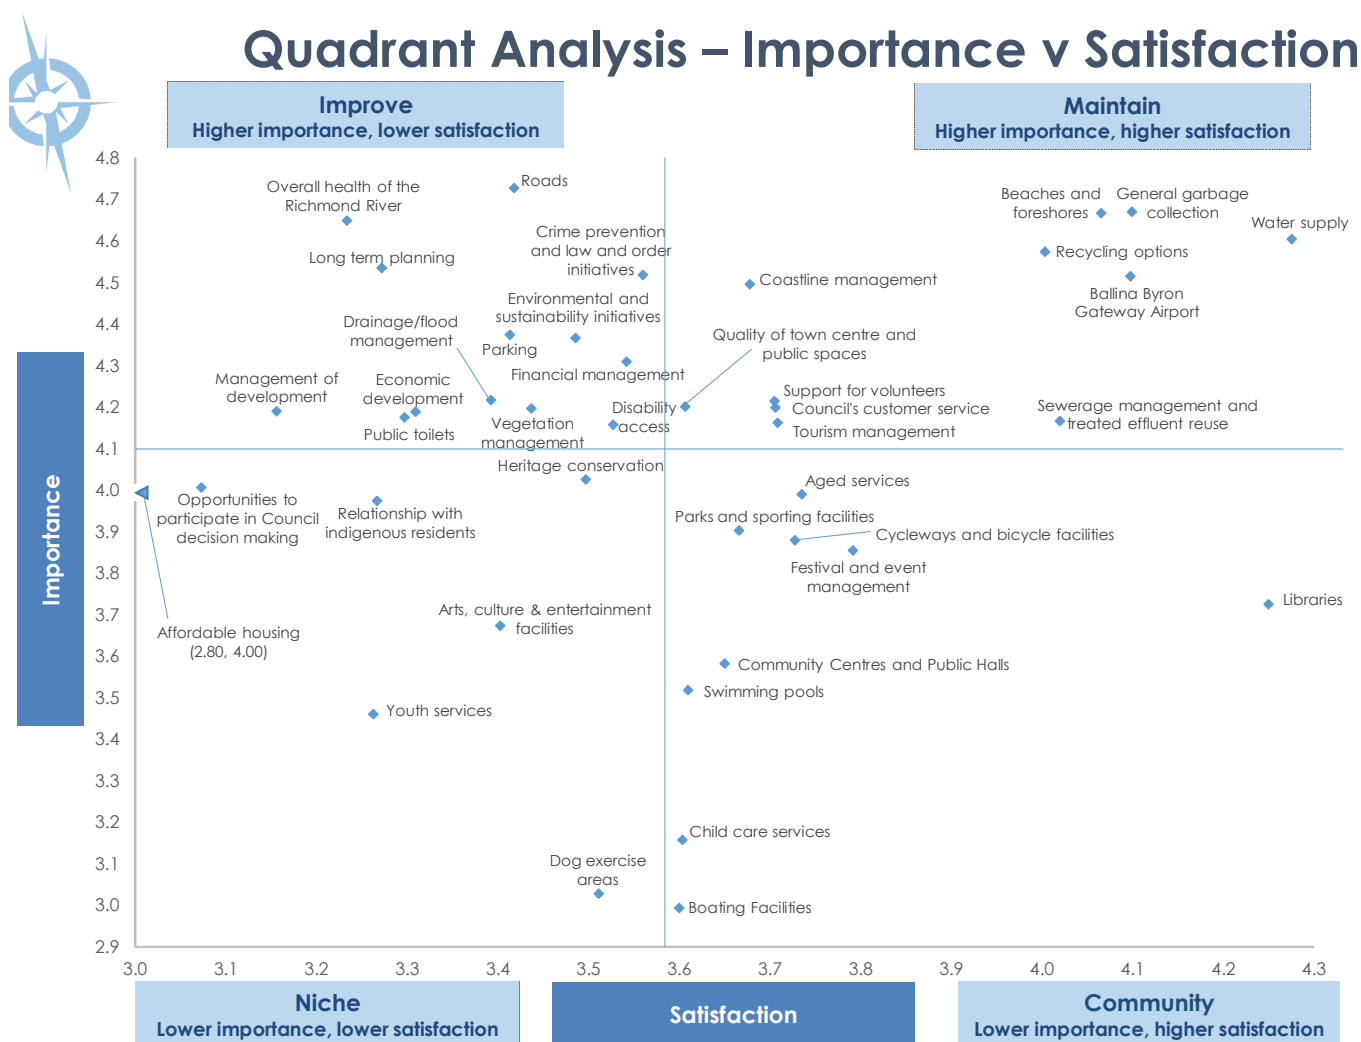 Quadrant Analysis – Importance v Satisfaction
Improve
Higher importance, lower satisfaction
Maintain
Higher importance, higher satisfaction
4.8
4.7
4.6
4.5
4.4
4.3
4.2
4.1
4.0
3.9
3.8
3.7
3.6
3.5
3.4
3.3
3.2
3.1
3.0
2.9
Importance
Roads
Overall health of the
Richmond River
Beaches and
foreshores
General garbage
collection
Water supply
Crime prevention
and law and order
initiatives
Long term planning
Recycling options
Coastline management
Ballina Byron
Gateway Airport
Environmental and
sustainability initiatives
Drainage/flood
management
Parking
Quality of town centre and
public spaces
Financial management
Management of
development
Economic
development
Public toilets
Vegetation
management
Disability
access
Support for volunteers
Council's customer service
Tourism management
Sewerage management and
treated effluent reuse
Heritage conservation
Aged services
Opportunities to
participate in Council
decision making
Relationship with
indigenous residents
Parks and sporting facilities
Cycleways and bicycle facilities
Festival and event
management
Libraries
Arts, culture & entertainment
facilities
Affordable housing
(2.80, 4.00)
Community Centres and Public Halls
Swimming pools
Youth services
Child care services
Dog exercise
areas
Boating Facilities
3.0 3.1 3.2 3.3 3.4 3.5 3.6 3.7 3.8 3.9 4.0 4.1 4.2 4.3
Niche
Lower importance, lower satisfaction
Satisfaction
Community
Lower importance, higher satisfaction